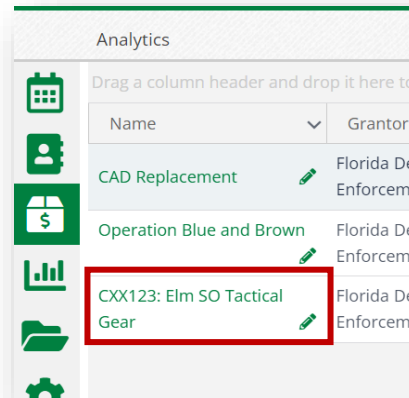 Analytics
Drag a column header and drop it here to
Name Grantor
CAD Replacement Florida De
Enforcem
Operation Blue and Brown Florida De
Enforcem
CXX123: Elm SO Tactical Florida De
Gear Enforcem
$